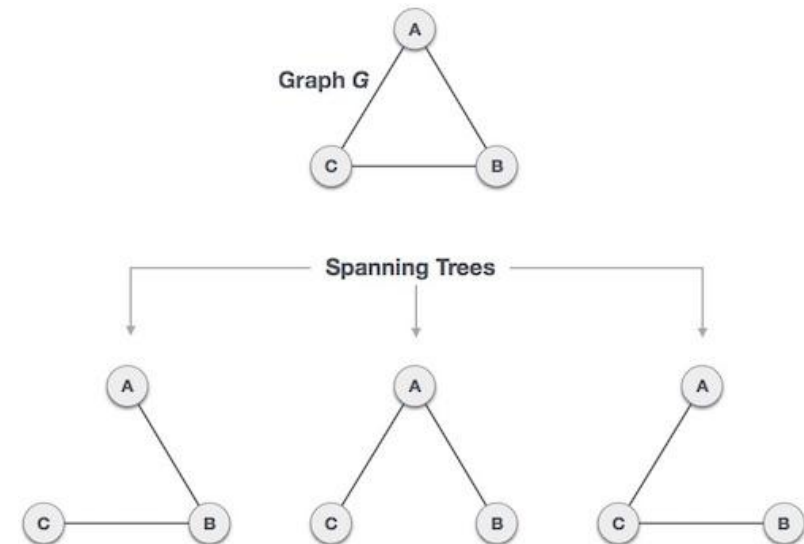 A
Graph G
C B
Spanning Trees
A A A
C B C B C B